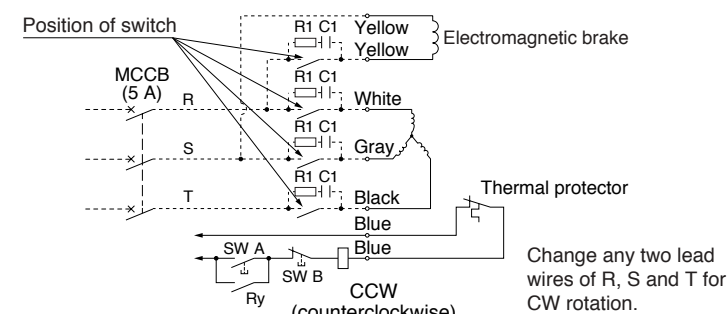 Position of switch
R1 C1
Yellow
Yellow
Electromagnetic brake
MCCB
(5 A)
R
R1 C1
White
S
R1 C1
Gray
T
R1 C1
Black
Thermal protector
Blue
Blue
SW A
SW B
Ry
CCW
(counterclockwise)
Change any two lead
wires of R, S and T for
CW rotation.